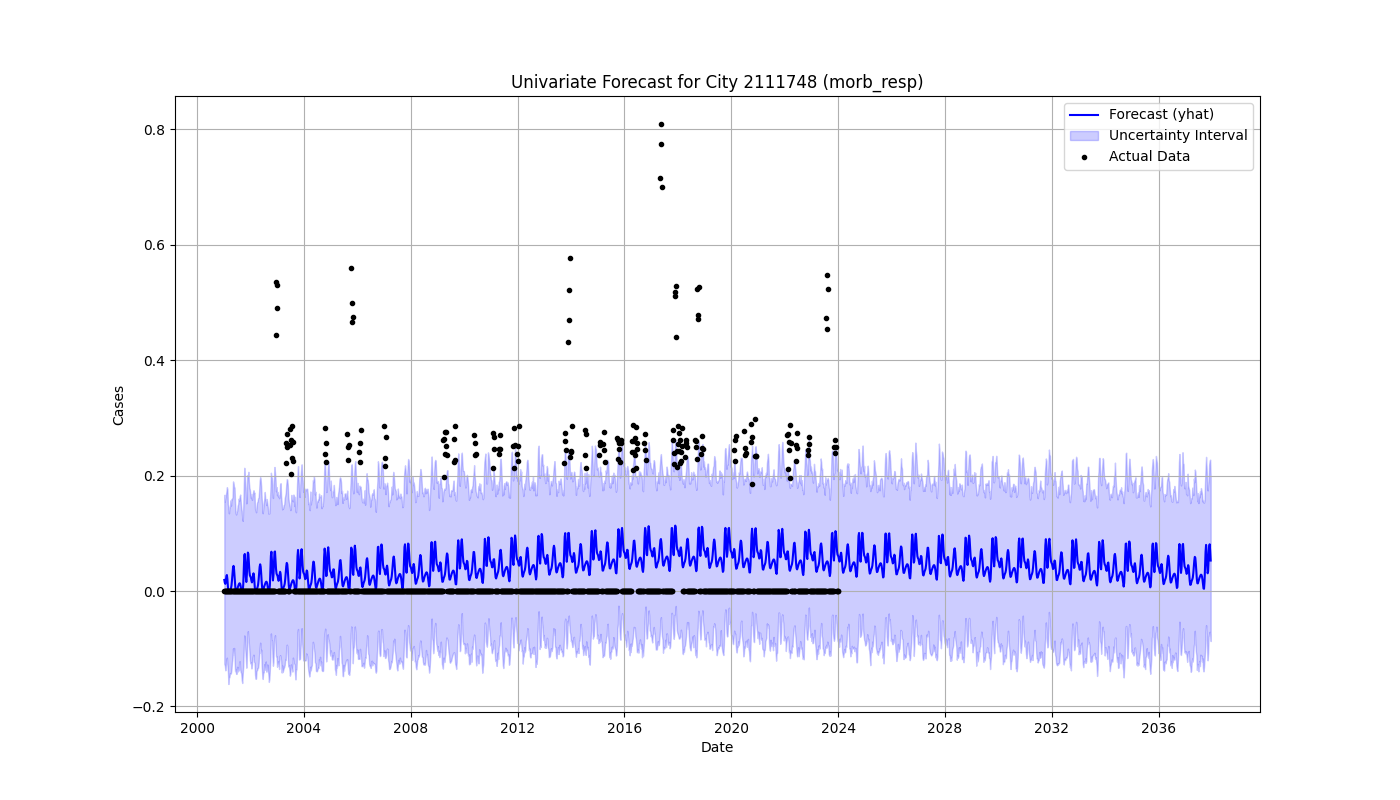 Univariate Forecast for City 2111748 (morb_resp)
Forecast (yhat)
Uncertainty Interval
Actual Data
Cases
0.8
0.6
0.4
0.2
0.0
−0.2
2000 2004 2008 2012 2016 2020 2024 2028 2032 2036
Date